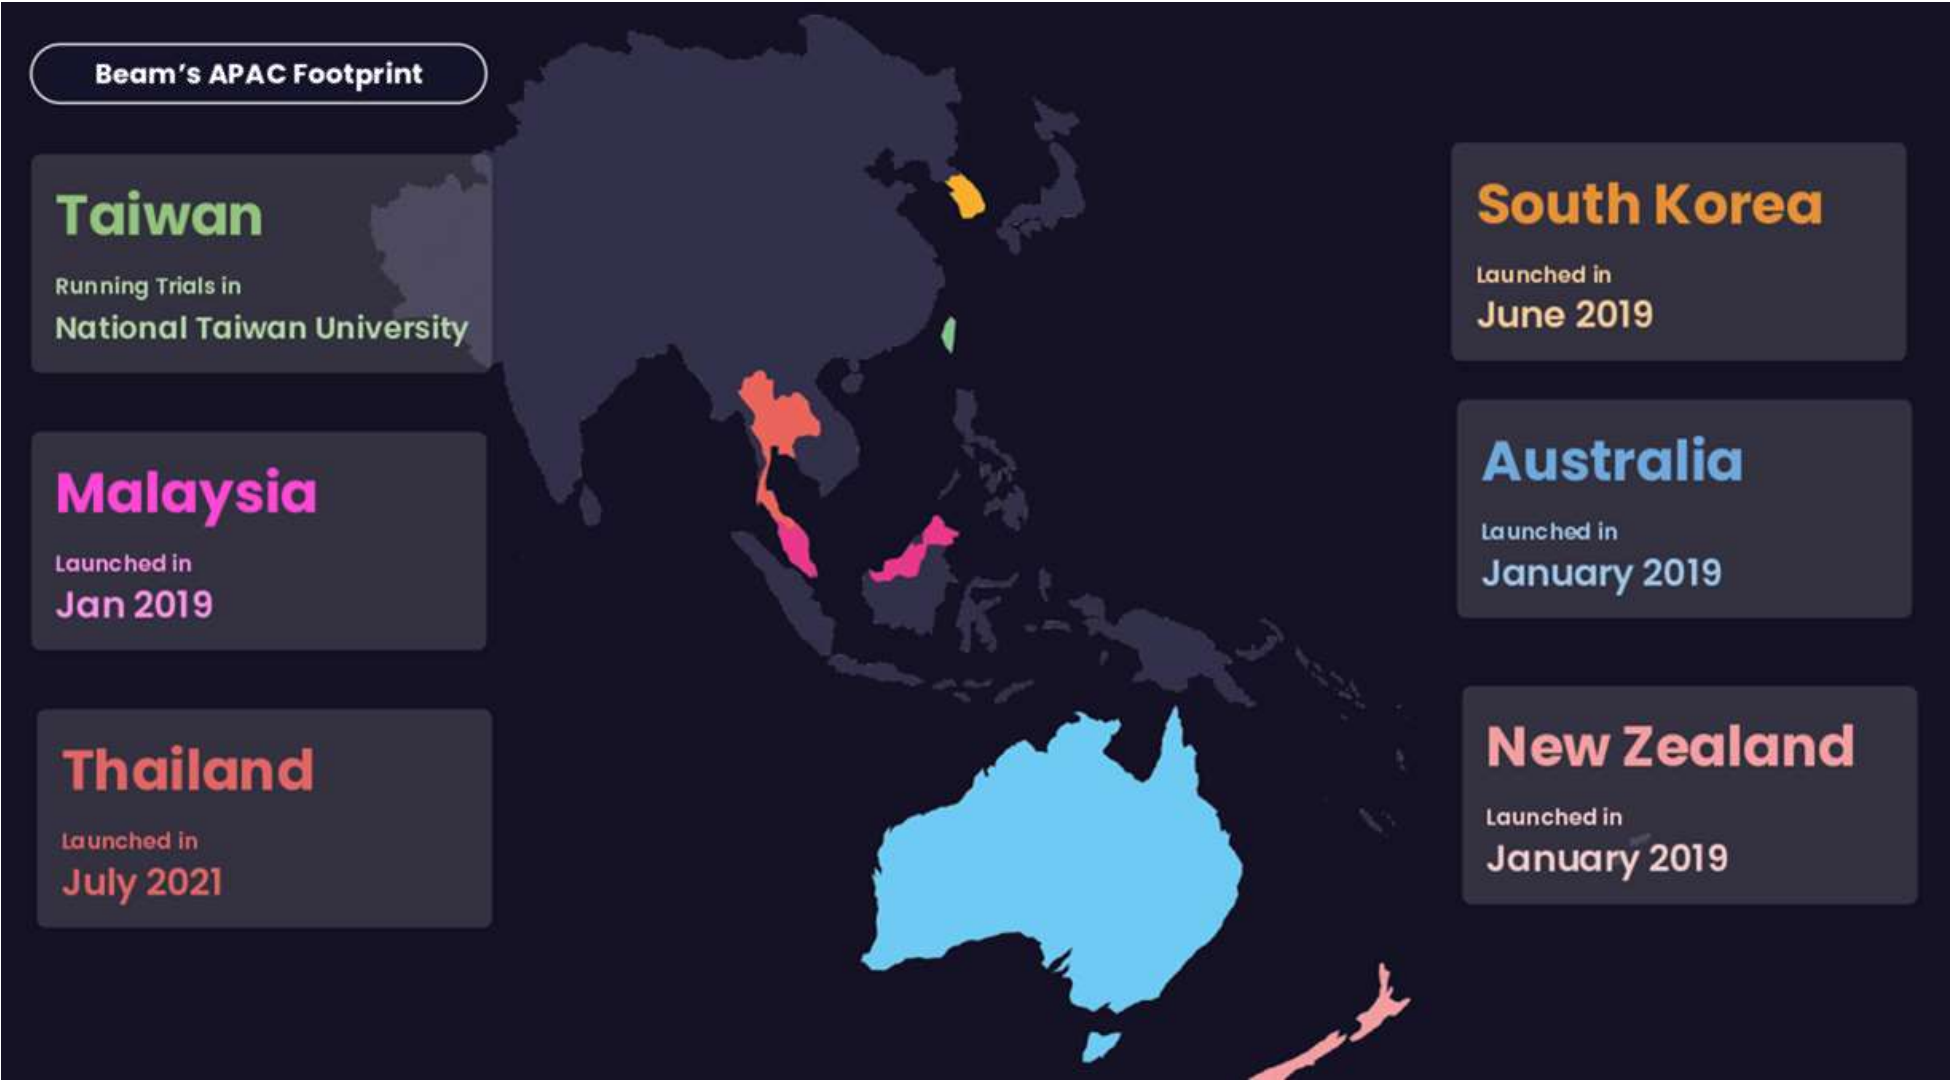 Beam's APAC Footprint
Taiwan
Running Trials in
National Taiwan University
Malaysia
Launched in
Jan 2019
Thailand
Launched in
July 2021
South Korea
Launched in
June 2019
Australia
Launched in
January 2019
New Zealand
Launched in
January 2019